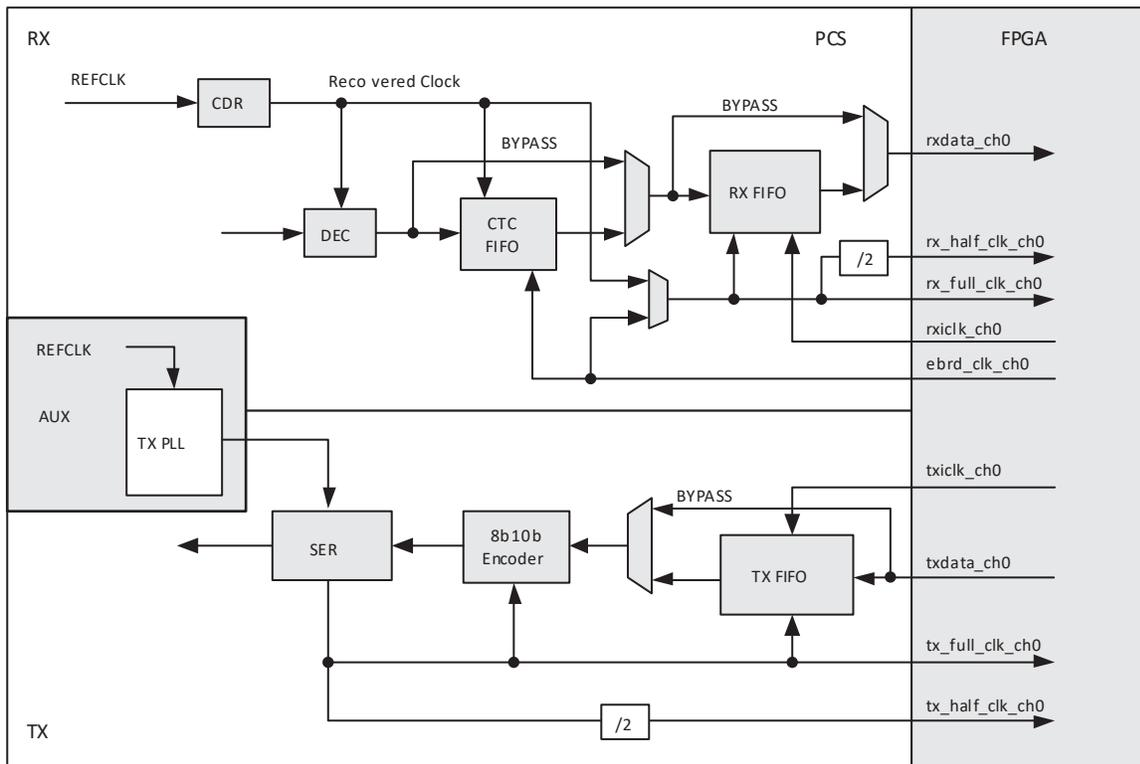 RX
PCS
FPGA
REFCLK
CDR
Reco vered Clock
BYPASS
BYPASS
rxdata_ch0
RX FIFO
CTC
FIFO
DEC
/2
rx_half_clk_ch0
rx_full_clk_ch0
rxiclk_ch0
ebrd_clk_ch0
REFCLK
AUX
TX PLL
txiclk_ch0
BYPASS
SER
8b10b
Encoder
TX FIFO
txdata_ch0
tx_full_clk_ch0
tx_half_clk_ch0
/2
TX